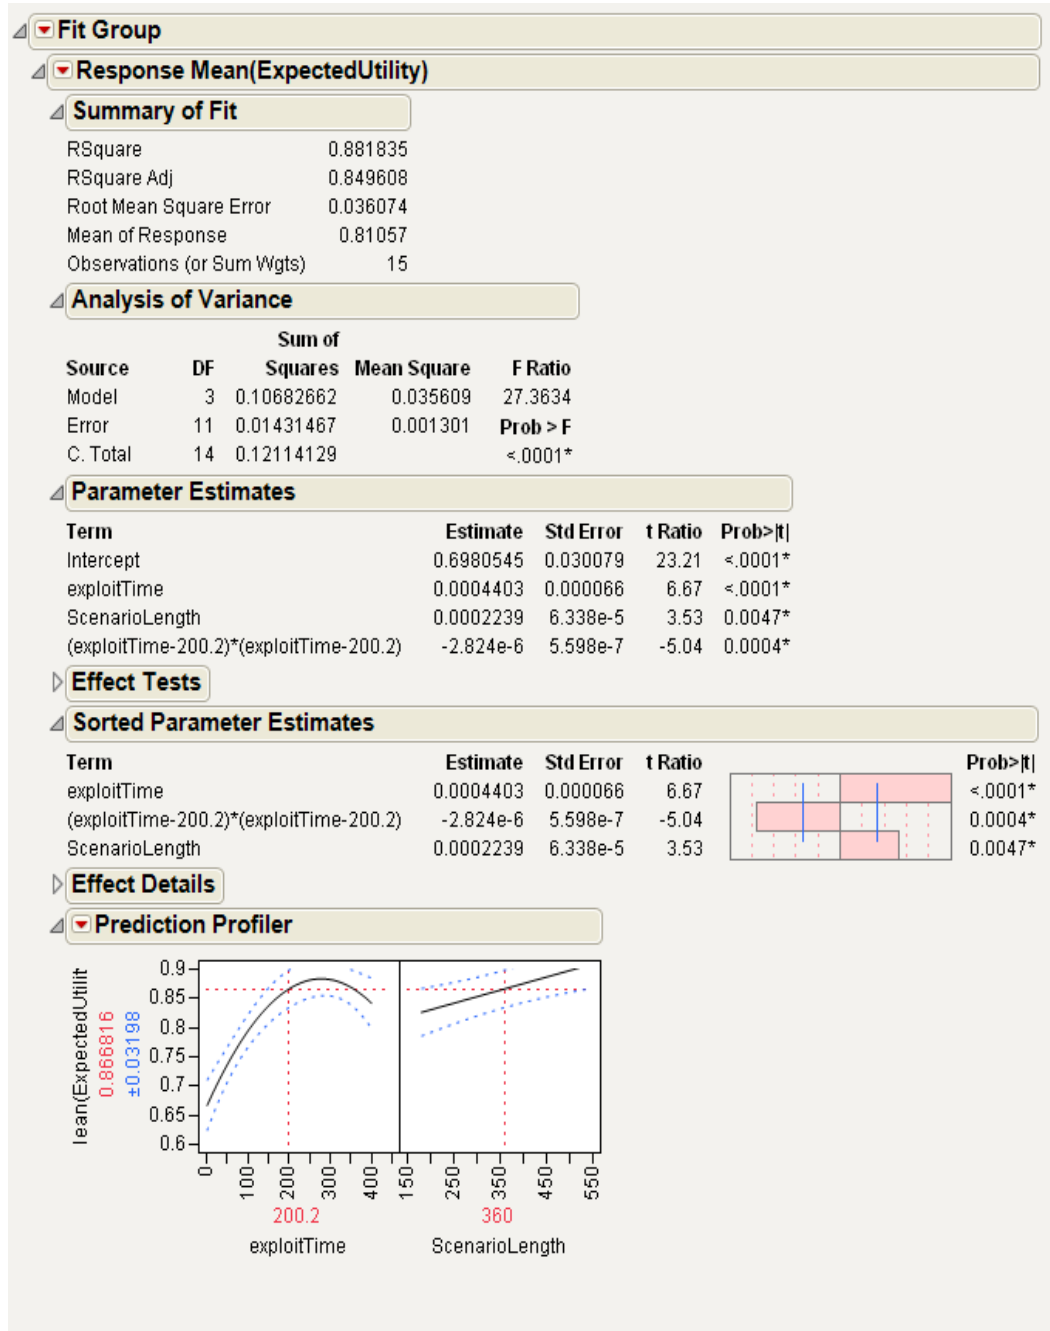 Fit Group
Response Mean(ExpectedUtility)
Summary of Fit
RSquare 0.881835
RSquare Adj 0.849608
Root Mean Square Error 0.036074
Mean of Response 0.81057
Observations (or Sum Wgts) 15
Analysis of Variance
Sum of
Source DF Squares Mean Square F Ratio
Model 3 0.10682662 0.035609 27.3634
Error 11 0.01431467 0.001301 Prob > F
C. Total 14 0.12114129 <.0001*
Parameter Estimates
Term Estimate Std Error t Ratio Prob>|t|
Intercept 0.6980545 0.030079 23.21 <.0001*
exploitTime 0.0004403 0.000066 6.67 <.0001*
ScenarioLength 0.0002239 6.338e-5 3.53 0.0047*
(exploitTime-200.2)*(exploitTime-200.2) -2.824e-6 5.598e-7 -5.04 0.0004*
Effect Tests
Sorted Parameter Estimates
Term Estimate Std Error t Ratio Prob>|t|
exploitTime 0.0004403 0.000066 6.67 <.0001*
(exploitTime-200.2)*(exploitTime-200.2) -2.824e-6 5.598e-7 -5.04 0.0004*
ScenarioLength 0.0002239 6.338e-5 3.53 0.0047*
Effect Details
Prediction Profiler
lean(ExpectedUtilit
0.866816
±0.03198
0.9
0.85
0.8
0.75
0.7
0.65
0.6
0 100 200 300 400 150 250 350 450 550
200.2 360
exploitTime ScenarioLength